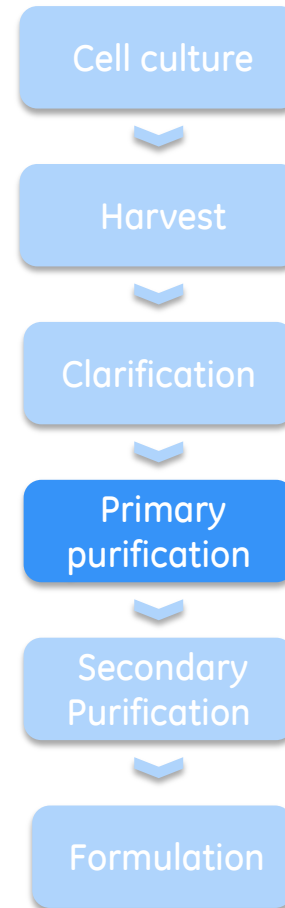 Cell culture
Harvest
Clarification
Primary
purification
Secondary
Purification
Formulation